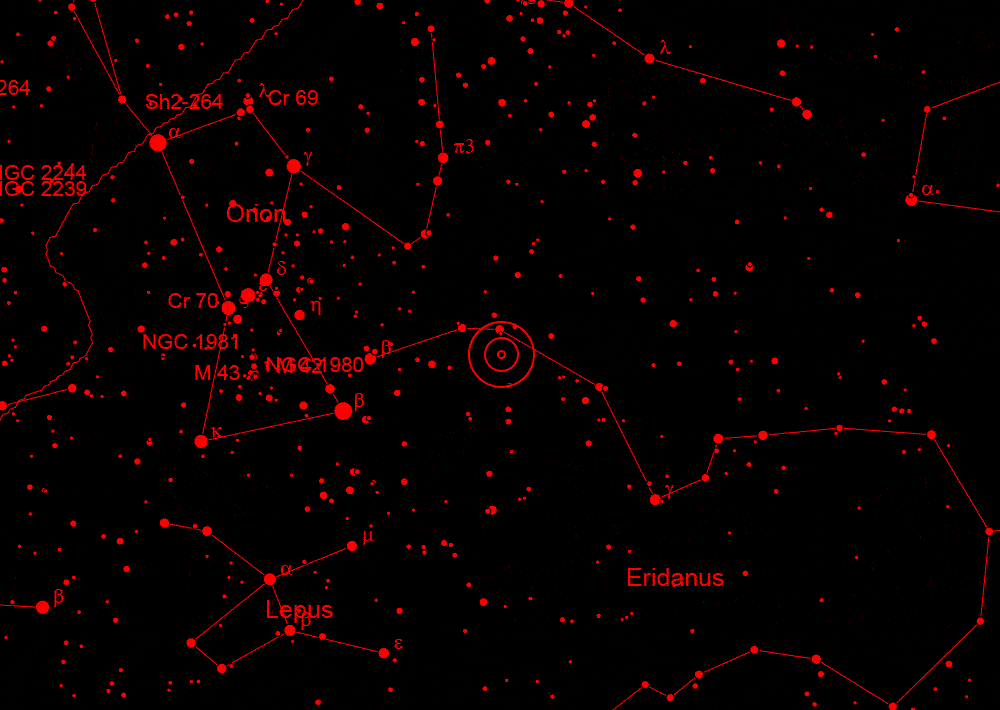 λ
264
Sh2-264
λ
Cr 69
α
π3
γ
NGC 2244
NGC 2239
α
Orion
δ
Cr 70
ζ
η
NGC 1981
β
M 43
NGC 1980
M 42
β
κ
γ
μ
α
Eridanus
β
Lepus
β
ε